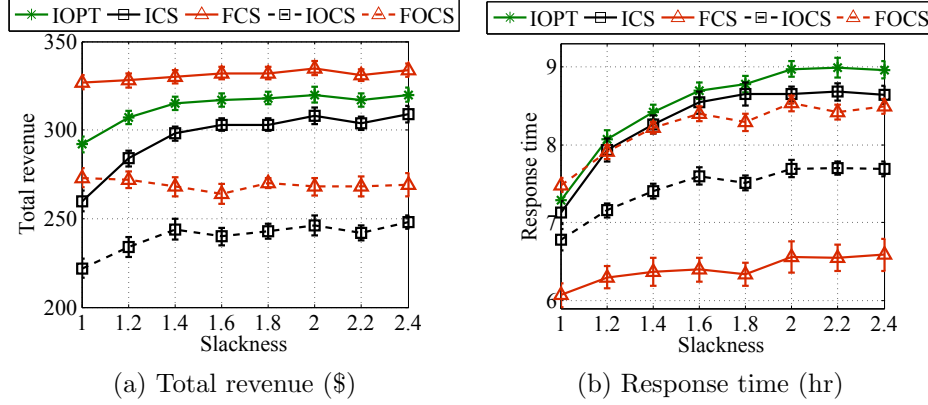 IOPT ICS FCS IOCS FOCS
350
300
250
200
Total revenue
1 1.2 1.4 1.6 1.8 2 2.2 2.4
Slackness
(a) Total revenue ($)
IOPT ICS FCS IOCS FOCS
9
8
7
6
Response time
1 1.2 1.4 1.6 1.8 2 2.2 2.4
Slackness
(b) Response time (hr)